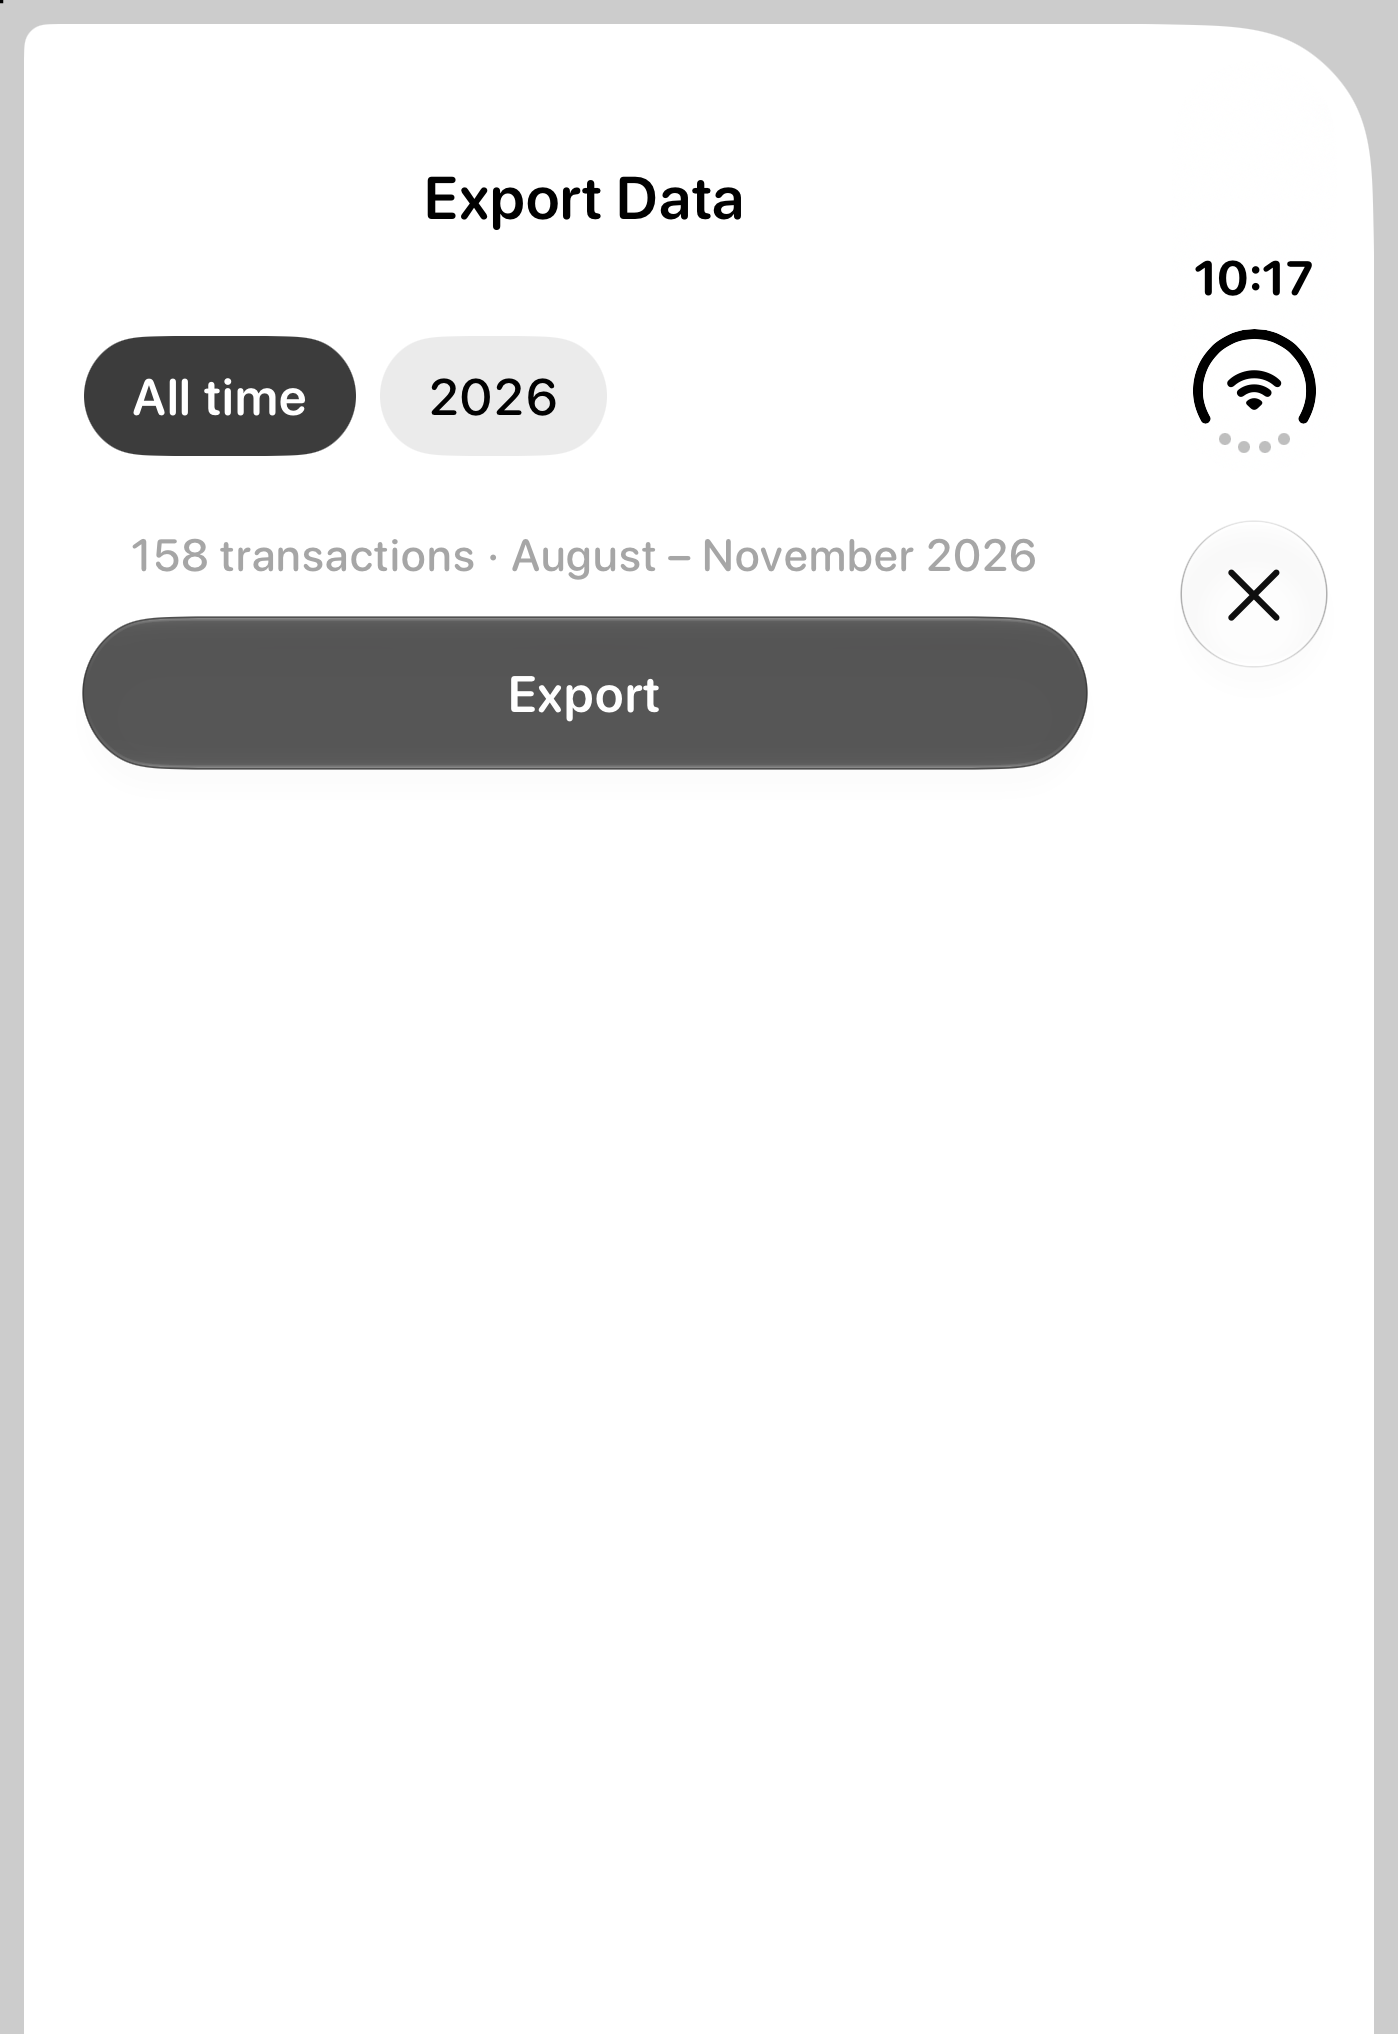 Export Data
10:17
All time
2026
158 transactions · August – November 2026
Export